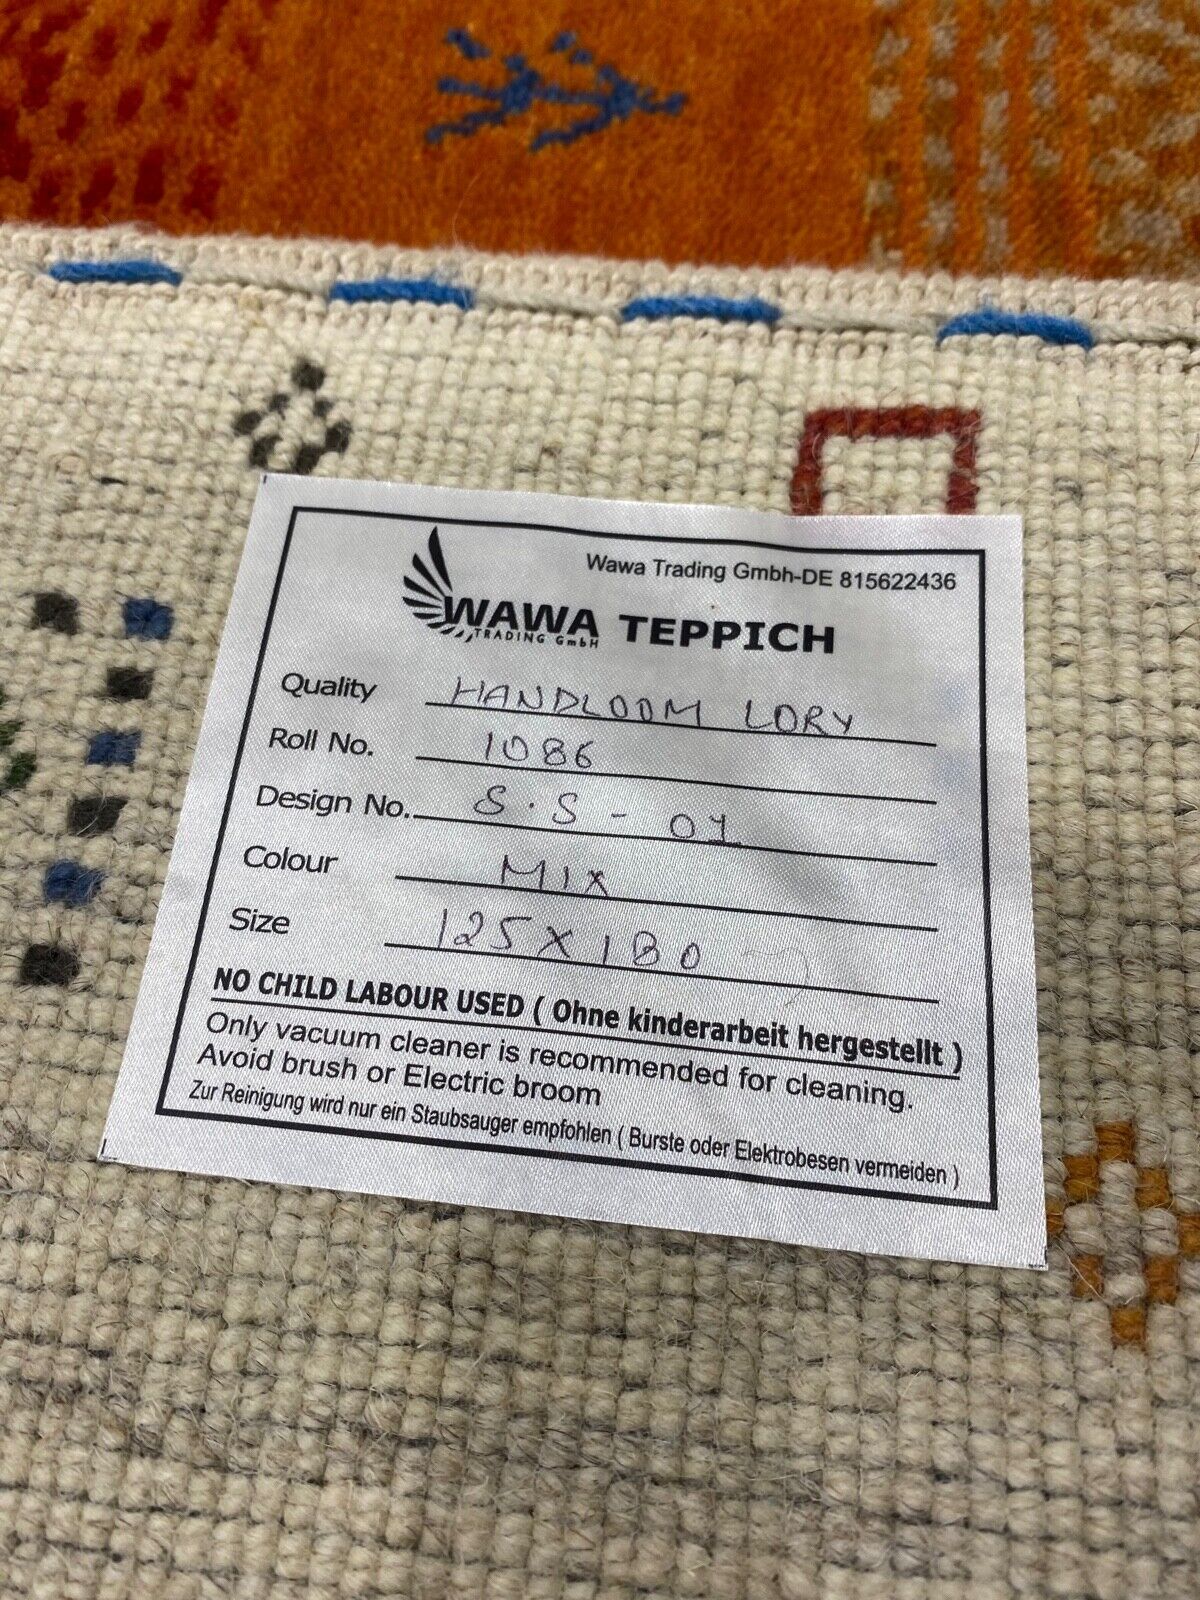 Wawa Trading Gmbh-DE 815622436
WAWA TEPPICH
TRADING GmbH
Quality HANDLOOM LORY
Roll No. 1086
Design No. S.S - 01
Colour MIX
Size 125 X 180
NO CHILD LABOUR USED ( Ohne kinderarbeit hergestellt )
Only vacuum cleaner is recommended for cleaning.
Avoid brush or Electric broom
Zur Reinigung wird nur ein Staubsauger empfohlen ( Burste oder Elektrobesen vermeiden )